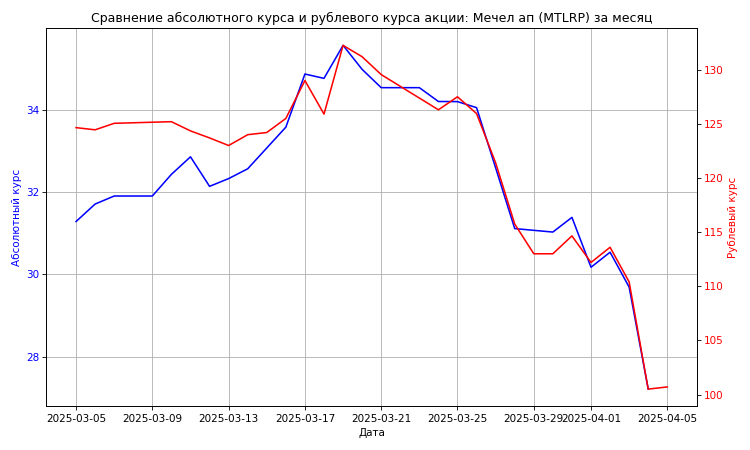 Сравнение абсолютного курса и рублевого курса акции: Мечел ап (MTLRP) за месяц
Абсолютный курс
34
32
30
28
130
125
120
115
110
105
100
Рублевый курс
2025-03-05 2025-03-09 2025-03-13 2025-03-17 2025-03-21 2025-03-25 2025-03-29 2025-04-01 2025-04-05
Дата